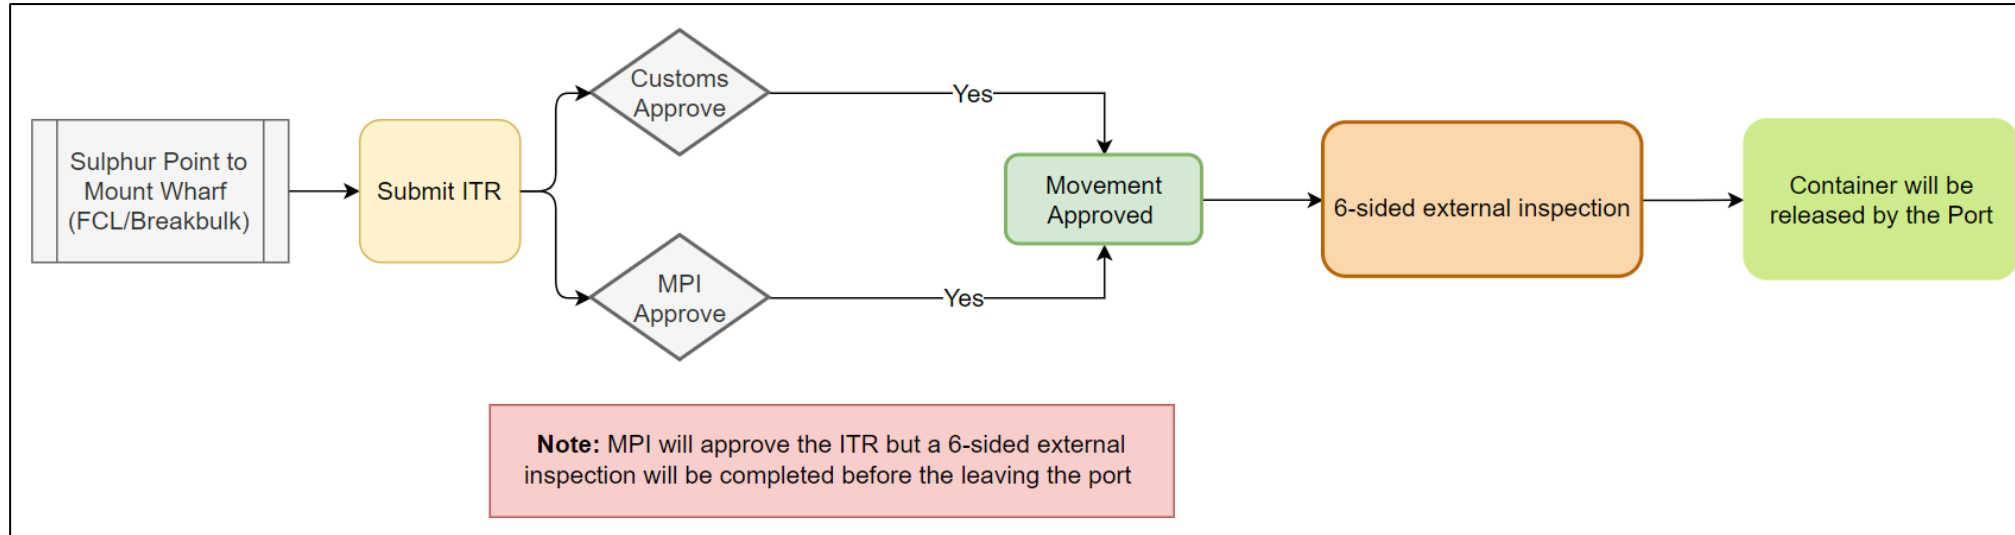 Sulphur Point to
Mount Wharf
(FCL/Breakbulk)
Submit ITR
Customs
Approve
Yes
MPI
Approve
Yes
Movement
Approved
6-sided external inspection
Container will be
released by the Port
Note: MPI will approve the ITR but a 6-sided external
inspection will be completed before the leaving the port